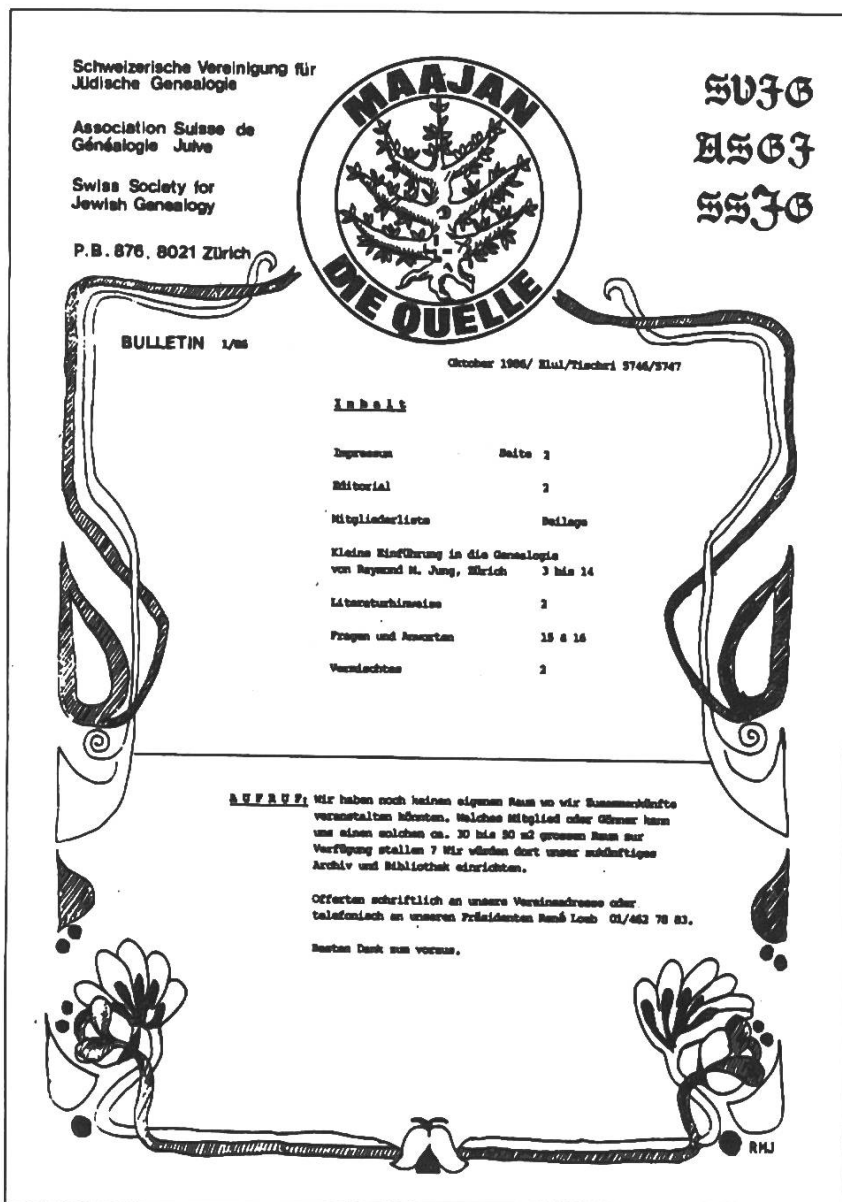 Schweizerische Vereinigung für
Jüdische Genealogie
Association Suisse de
Généalogie Juive
Swiss Society for
Jewish Genealogy
P.B. 876, 8021 Zürich
MAAJAN
DIE QUELLE
SVJG
ASGJ
SSJG
BULLETIN 1/86
Oktober 1986/ Elul/Tischri 5746/5747
Inhalt
Impressum Seite 2
Editorial 2
Mitgliederliste Beilage
Kleine Einführung in die Genealogie
von Raymond M. Jung, Zürich 3 bis 14
Literaturhinweise 2
Fragen und Anworten 15 & 16
Vermischtes 2
AUFRUF: Wir haben noch keinen eigenen Raum wo wir Zusammenkünfte
veranstalten könnten. Welches Mitglied oder Gönner kann
uns einen solchen ca. 30 bis 50 m2 grossen Raum zur
Verfügung stellen ? Wir würden dort unser zukünftiges
Archiv und Bibliothek einrichten.
Offerten schriftlich an unsere Vereinsadresse oder
telefonisch an unseren Präsidenten René Loeb 01/462 78 83.
Besten Dank zum voraus.
RMJ